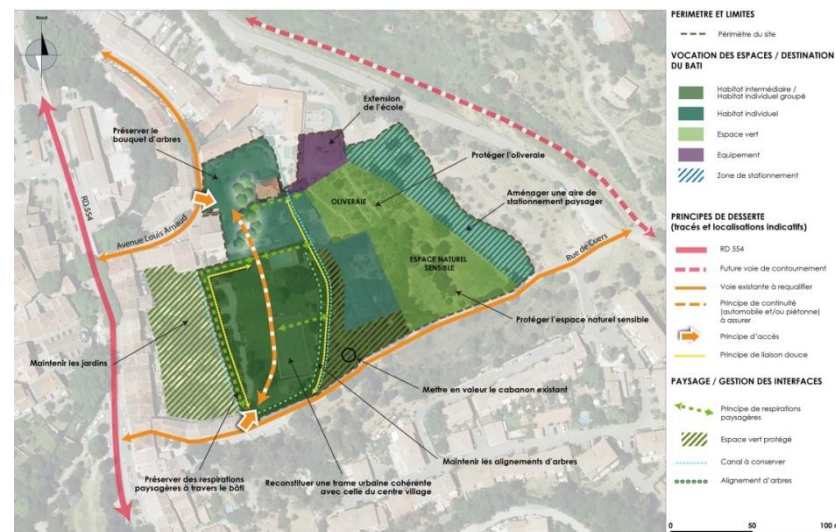 Nord
Préserver le
bouquet d'arbres
Extension
de l'école
Protéger l'oliveraie
OLIVERAIE
Aménager une aire de
stationnement paysager
RD 554
Avenue Louis Arnaud
ESPACE NATUREL
SENSIBLE
Rue de Cuers
Protéger l'espace naturel sensible
Maintenir les jardins
Mettre en valeur le cabanon existant
Maintenir les alignements d'arbres
Préserver des respirations
paysagères à travers le bâti
Reconstituer une trame urbaine cohérente
avec celle du centre village
PERIMETRE ET LIMITES
Périmètre du site
VOCATION DES ESPACES / DESTINATION
DU BATI
Habitat intermédiaire /
Habitat individuel groupé
Habitat individuel
Espace vert
Equipement
Zone de stationnement
PRINCIPES DE DESSERTE
(tracés et localisations indicatifs)
RD 554
Future voie de contournement
Voie existante à requalifier
Principe de continuité
(automobile et/ou piétonne)
à assurer
Principe d'accès
Principe de liaison douce
PAYSAGE / GESTION DES INTERFACES
Principe de respirations
paysagères
Espace vert protégé
Canal à conserver
Alignement d'arbres
0 50 100 m